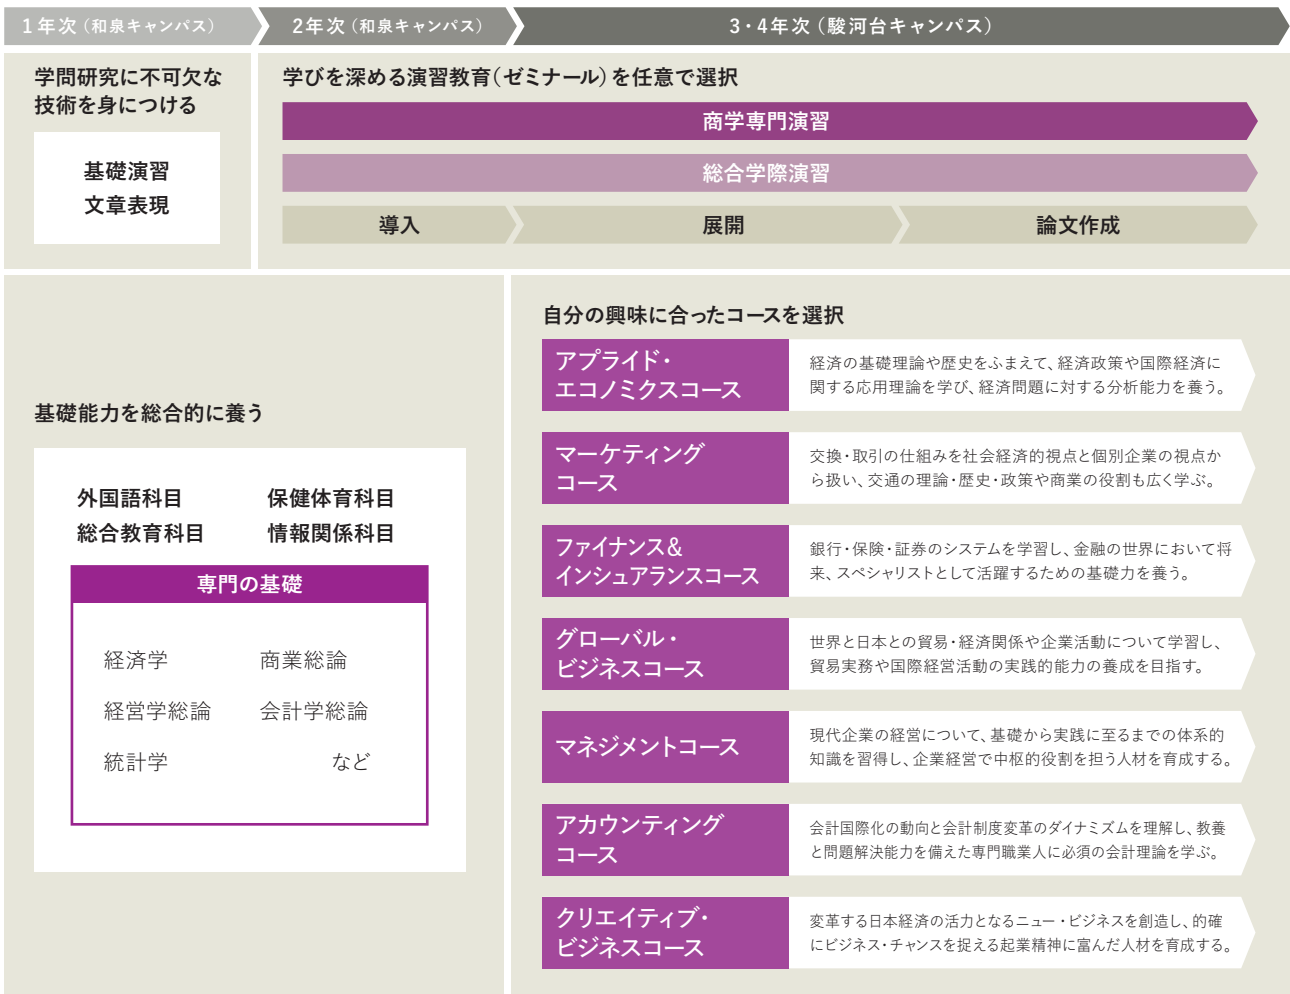 1年次（和泉キャンパス）
2年次（和泉キャンパス）
3・4年次（駿河台キャンパス）
学問研究に不可欠な
技術を身につける
基礎演習
文章表現
学びを深める演習教育（ゼミナール）を任意で選択
商学専門演習
総合学際演習
導入
展開
論文作成
基礎能力を総合的に養う
外国語科目
保健体育科目
総合教育科目
情報関係科目
専門の基礎
経済学
商業総論
経営学総論
会計学総論
統計学
など
自分の興味に合ったコースを選択
アプライド・
エコノミクスコース
経済の基礎理論や歴史をふまえて、経済政策や国際経済に
関する応用理論を学び、経済問題に対する分析能力を養う。
マーケティング
コース
交換・取引の仕組みを社会経済的視点と個別企業の視点か
ら扱い、交通の理論・歴史・政策や商業の役割も広く学ぶ。
ファイナンス＆
インシュアランスコース
銀行・保険・証券のシステムを学習し、金融の世界において将
来、スペシャリストとして活躍するための基礎力を養う。
グローバル・
ビジネスコース
世界と日本との貿易・経済関係や企業活動について学習し、
貿易実務や国際経営活動の実践的能力の養成を目指す。
マネジメントコース
現代企業の経営について、基礎から実践に至るまでの体系的
知識を習得し、企業経営で中枢的役割を担う人材を育成する。
アカウンティング
コース
会計国際化の動向と会計制度変革のダイナミズムを理解し、教養
と問題解決能力を備えた専門職業人に必須の会計理論を学ぶ。
クリエイティブ・
ビジネスコース
変革する日本経済の活力となるニュー・ビジネスを創造し、的確
にビジネス・チャンスを捉える起業精神に富んだ人材を育成する。